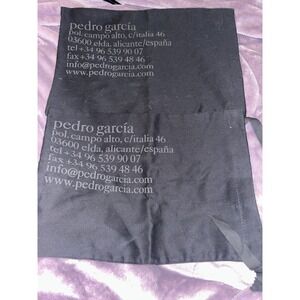 pedro garcía
pol. campo alto, c/italia 46
03600 elda, alicante/españa
tel +34 96 539 90 07
fax +34 96 539 48 46
info@pedrogarcia.com
www.pedrogarcia.com
pedro garcía
pol. campo alto, c/italia 46
03600 elda, alicante/españa
tel +34 96 539 90 07
fax +34 96 539 48 46
info@pedrogarcia.com
www.pedrogarcia.com